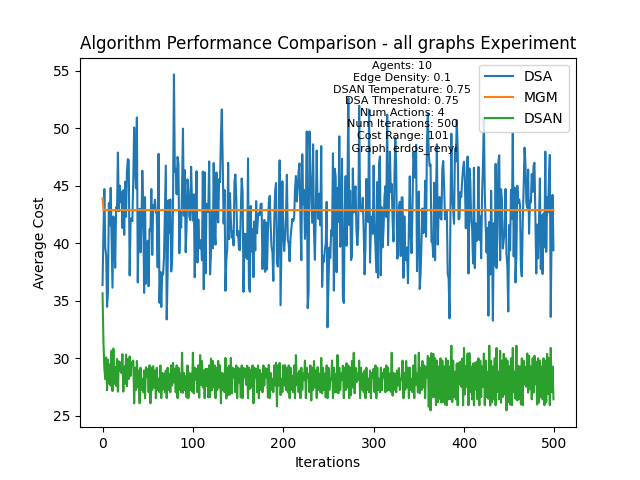 Algorithm Performance Comparison - all graphs Experiment
Agents: 10
Edge Density: 0.1
DSAN Temperature: 0.75
DSA Threshold: 0.75
Num Actions: 4
Num Iterations: 500
Cost Range: 101
Graph: erdos_renyi
DSA
MGM
DSAN
55
50
45
40
35
30
25
Average Cost
0
100
200
300
400
500
Iterations